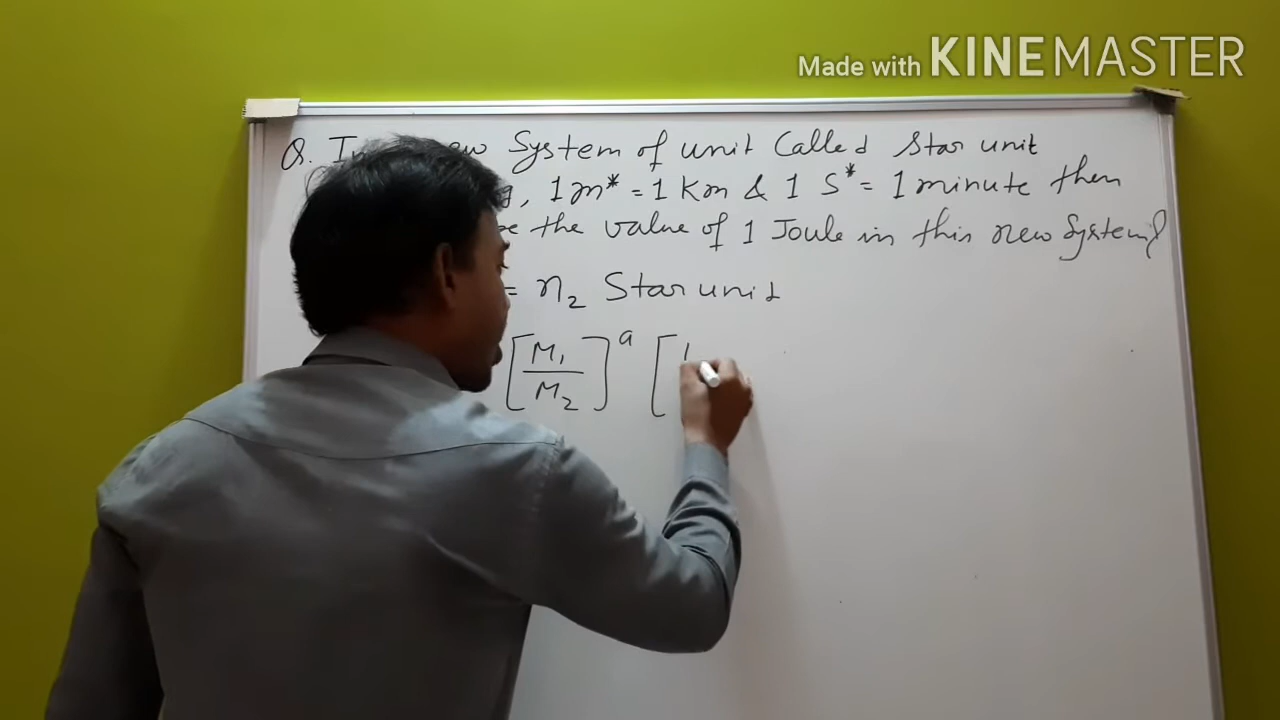 Made with KINEMASTER
Q. In new System of unit Called Star unit
1 m* = 1 Km & 1 S* = 1 minute then
be the value of 1 Joule in this new System?
= n₂ Star unit
[M₁/M₂]ᵃ [